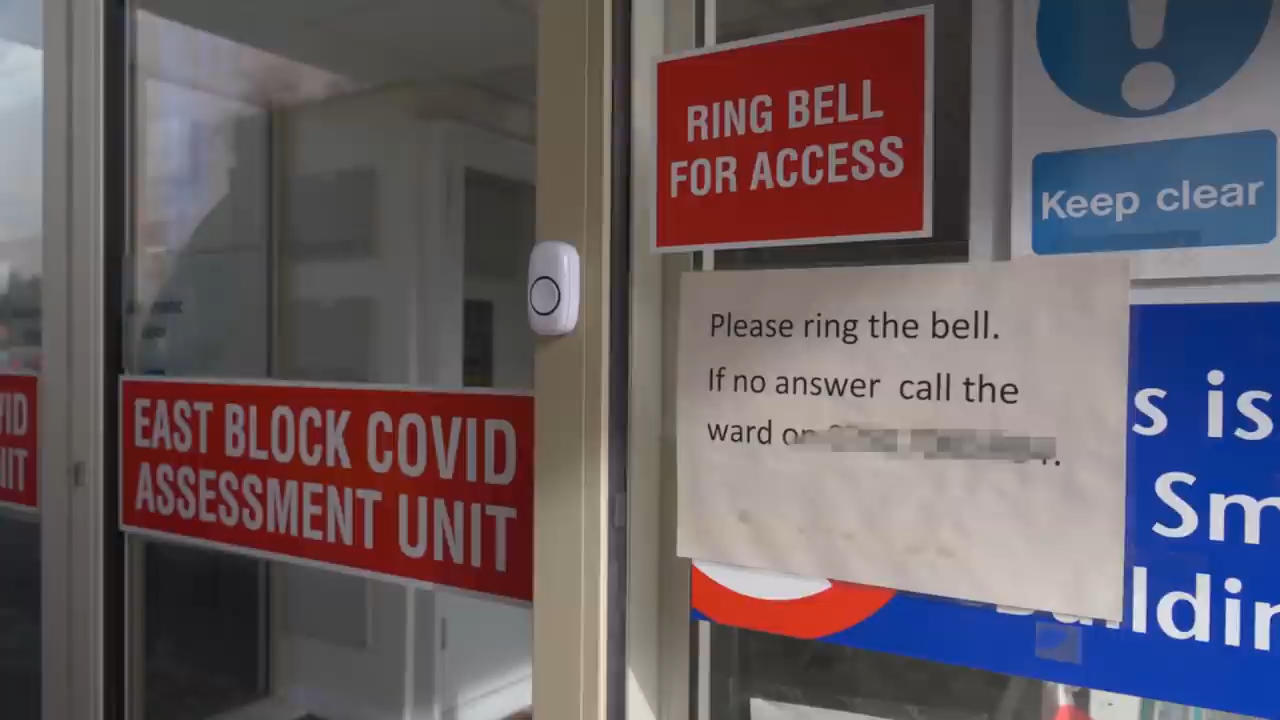 EAST BLOCK COVID
ASSESSMENT UNIT
RING BELL
FOR ACCESS
Keep clear
Please ring the bell.
If no answer call the
ward on
s is
Sm
ldin